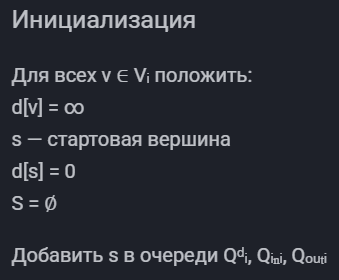 Инициализация
Для всех v ∈ Vᵢ положить:
d[v] = ∞
s — стартовая вершина
d[s] = 0
S = ∅
Добавить s в очереди Qᵈᵢ, Qᵢₙᵢ, Qₒᵤₜᵢ